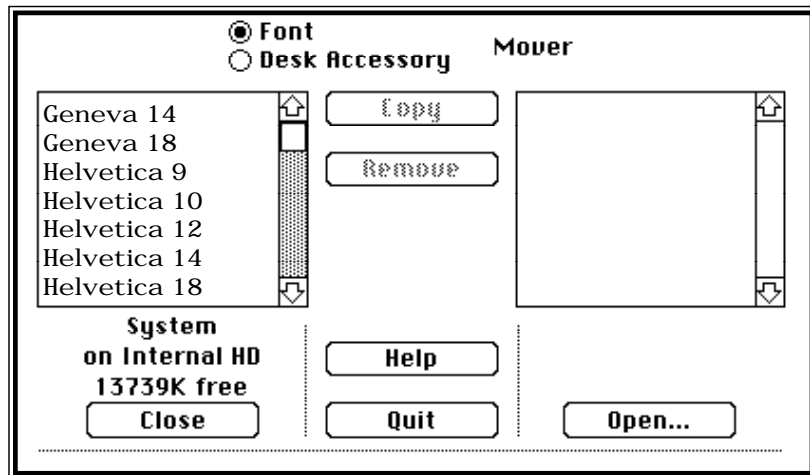 Font
Desk Accessory
Mover
Geneva 14
Geneva 18
Helvetica 9
Helvetica 10
Helvetica 12
Helvetica 14
Helvetica 18
Copy
Remove
System
on Internal HD
13739K free
Close
Help
Quit
Open...